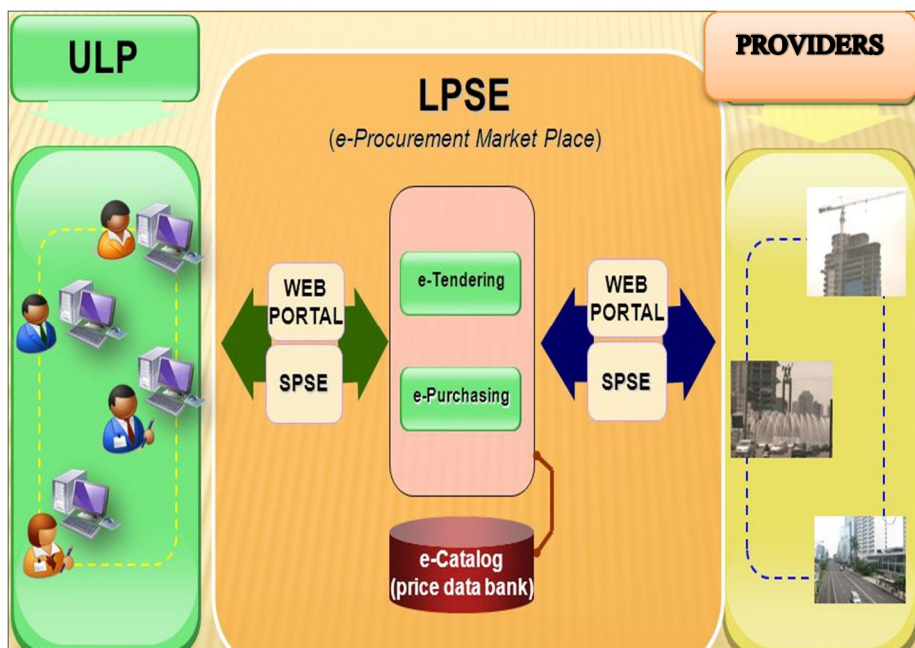 ULP
LPSE
(e-Procurement Market Place)
PROVIDERS
WEB
PORTAL
SPSE
e-Tendering
e-Purchasing
WEB
PORTAL
SPSE
e-Catalog
(price data bank)